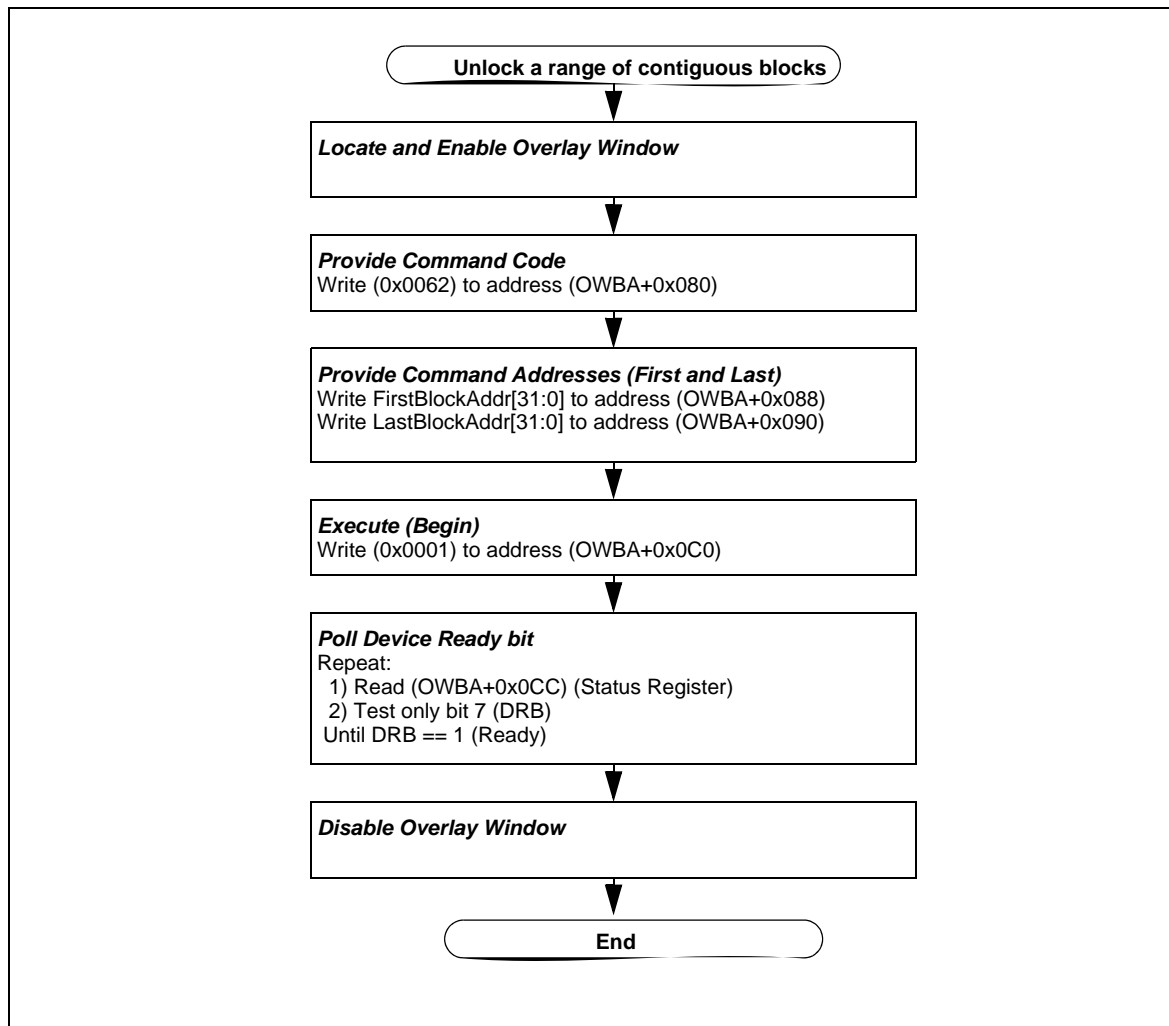 Unlock a range of contiguous blocks
Locate and Enable Overlay Window
Provide Command Code
Write (0x0062) to address (OWBA+0x080)
Provide Command Addresses (First and Last)
Write FirstBlockAddr[31:0] to address (OWBA+0x088)
Write LastBlockAddr[31:0] to address (OWBA+0x090)
Execute (Begin)
Write (0x0001) to address (OWBA+0x0C0)
Poll Device Ready bit
Repeat:
1) Read (OWBA+0x0CC) (Status Register)
2) Test only bit 7 (DRB)
Until DRB == 1 (Ready)
Disable Overlay Window
End